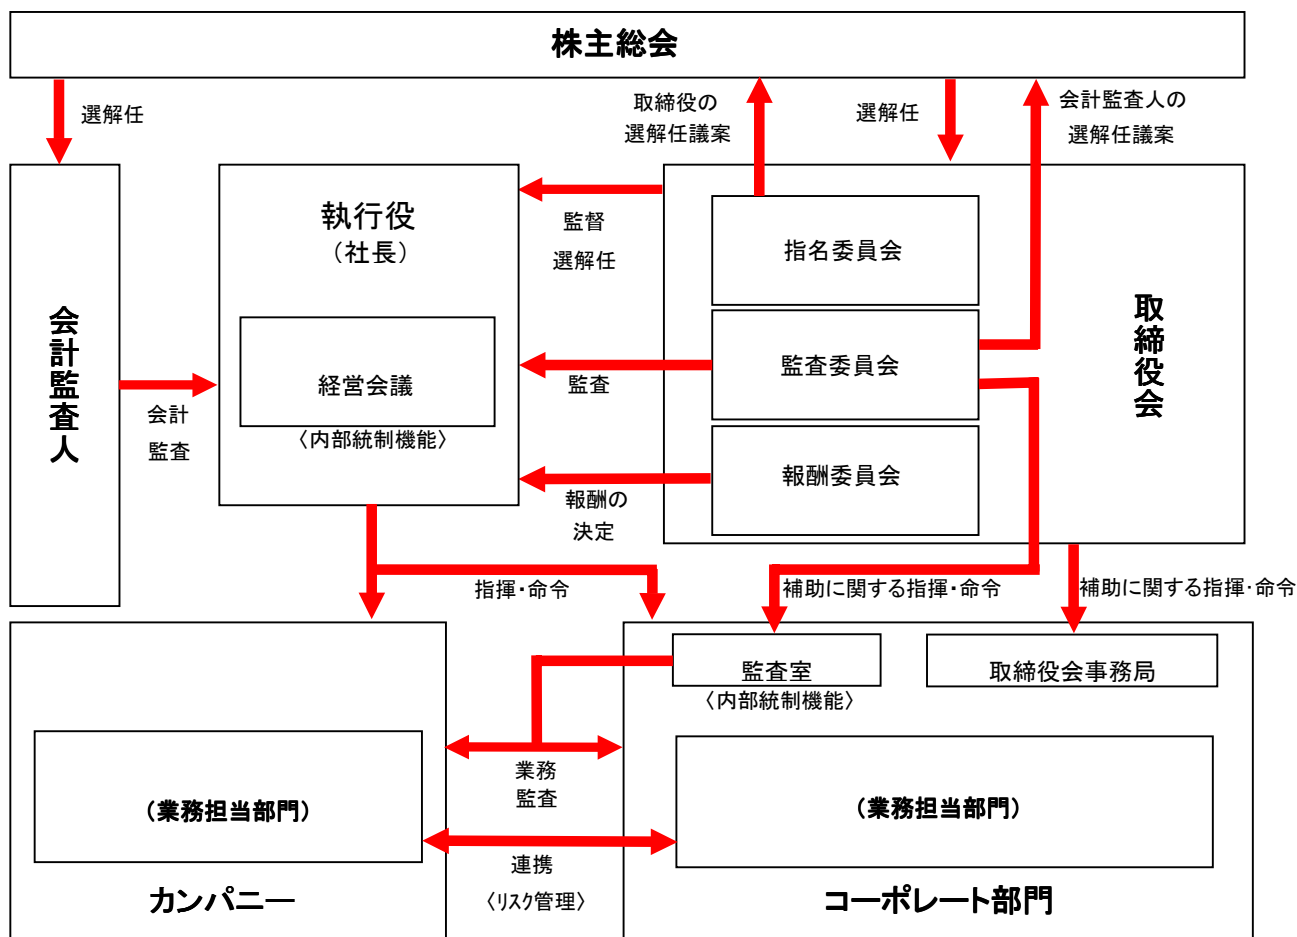 株主総会
選解任
取締役の
選解任議案
選解任
会計監査人の
選解任議案
会計監査人
執行役
（社長）
経営会議
〈内部統制機能〉
会計
監査
監督
選解任
監査
報酬の
決定
指名委員会
監査委員会
報酬委員会
取締役会
指揮・命令
補助に関する指揮・命令
補助に関する指揮・命令
監査室
〈内部統制機能〉
取締役会事務局
業務
監査
（業務担当部門）
（業務担当部門）
連携
〈リスク管理〉
カンパニー
コーポレート部門